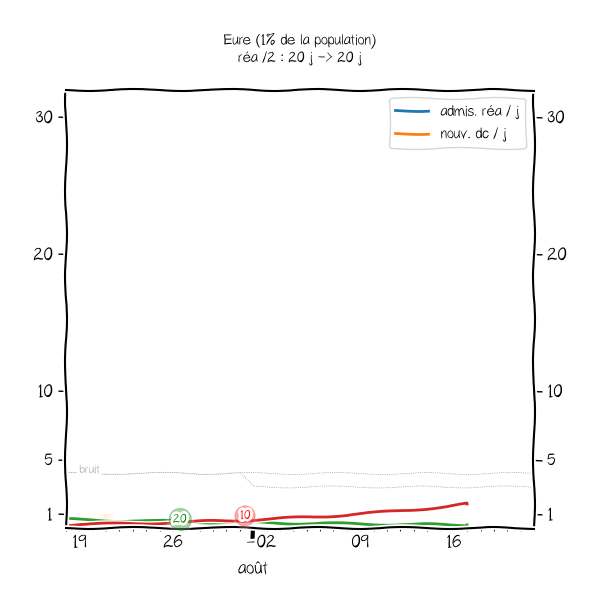 Eure (1% de la population)
réa /2 : 20 j -> 20 j
admis. réa / j
nouv. dc / j
30 30
20 20
10 10
5 5
bruit
1 20 10 1
19 26 02 09 16
août